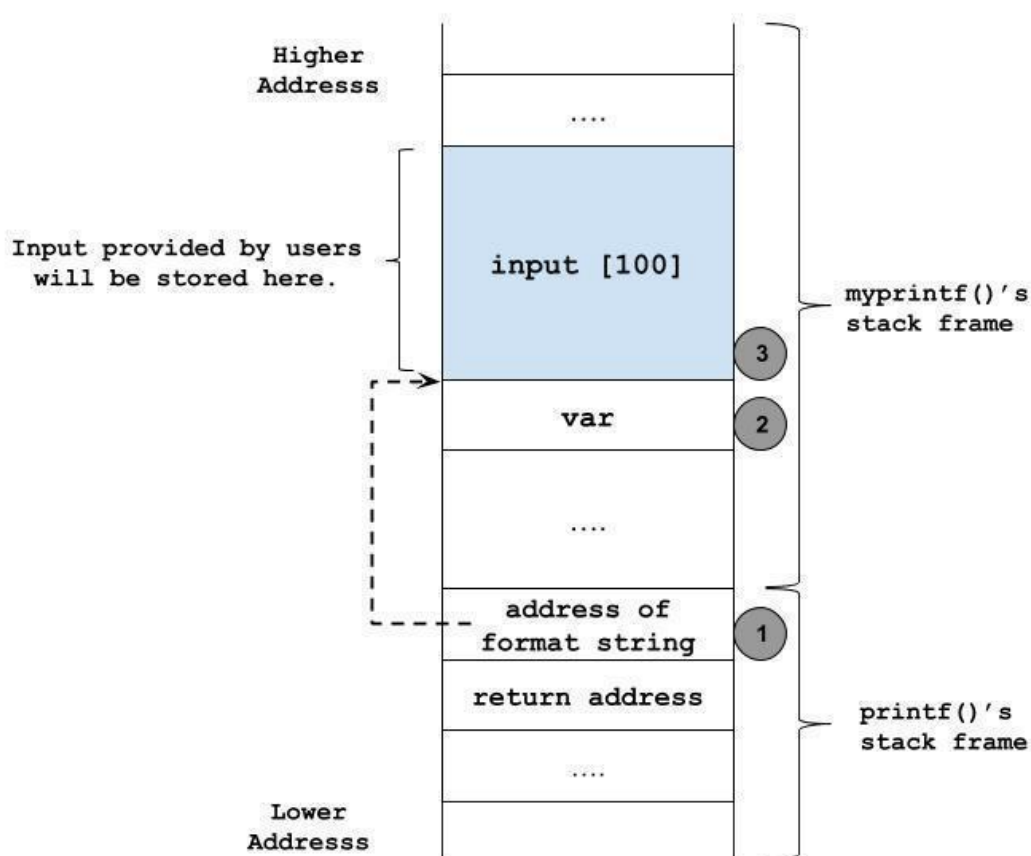 Higher
Addresss
....
Input provided by users
will be stored here.
input [100]
myprintf()’s
stack frame
3
var
2
....
address of
format string
1
return address
printf()’s
stack frame
....
Lower
Addresss